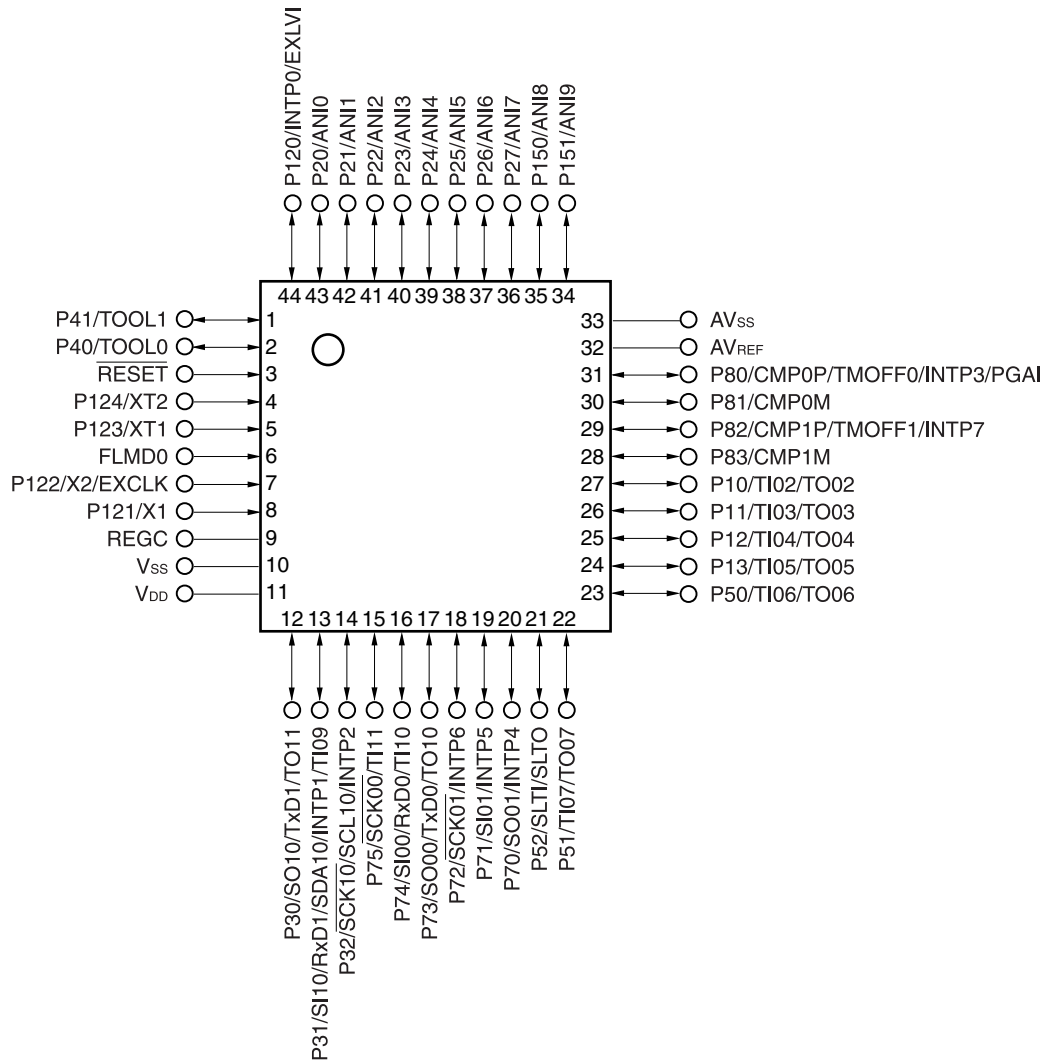 P120/INTP0/EXLVI
P20/ANI0
P21/ANI1
P22/ANI2
P23/ANI3
P24/ANI4
P25/ANI5
P26/ANI6
P27/ANI7
P150/ANI8
P151/ANI9
44 43 42 41 40 39 38 37 36 35 34
P41/TOOL1 1
P40/TOOL0 2
RESET 3
P124/XT2 4
P123/XT1 5
FLMD0 6
P122/X2/EXCLK 7
P121/X1 8
REGC 9
VSS 10
VDD 11
33 AVSS
32 AVREF
31 P80/CMP0P/TMOFF0/INTP3/PGAI
30 P81/CMP0M
29 P82/CMP1P/TMOFF1/INTP7
28 P83/CMP1M
27 P10/TI02/TO02
26 P11/TI03/TO03
25 P12/TI04/TO04
24 P13/TI05/TO05
23 P50/TI06/TO06
12 13 14 15 16 17 18 19 20 21 22
P30/SO10/TxD1/TO11
P31/SI10/RxD1/SDA10/INTP1/TI09
P32/SCK10/SCL10/INTP2
P75/SCK00/TI11
P74/SI00/RxD0/TI10
P73/SO00/TxD0/TO10
P72/SCK01/INTP6
P71/SI01/INTP5
P70/SO01/INTP4
P52/SLTI/SLTO
P51/TI07/TO07